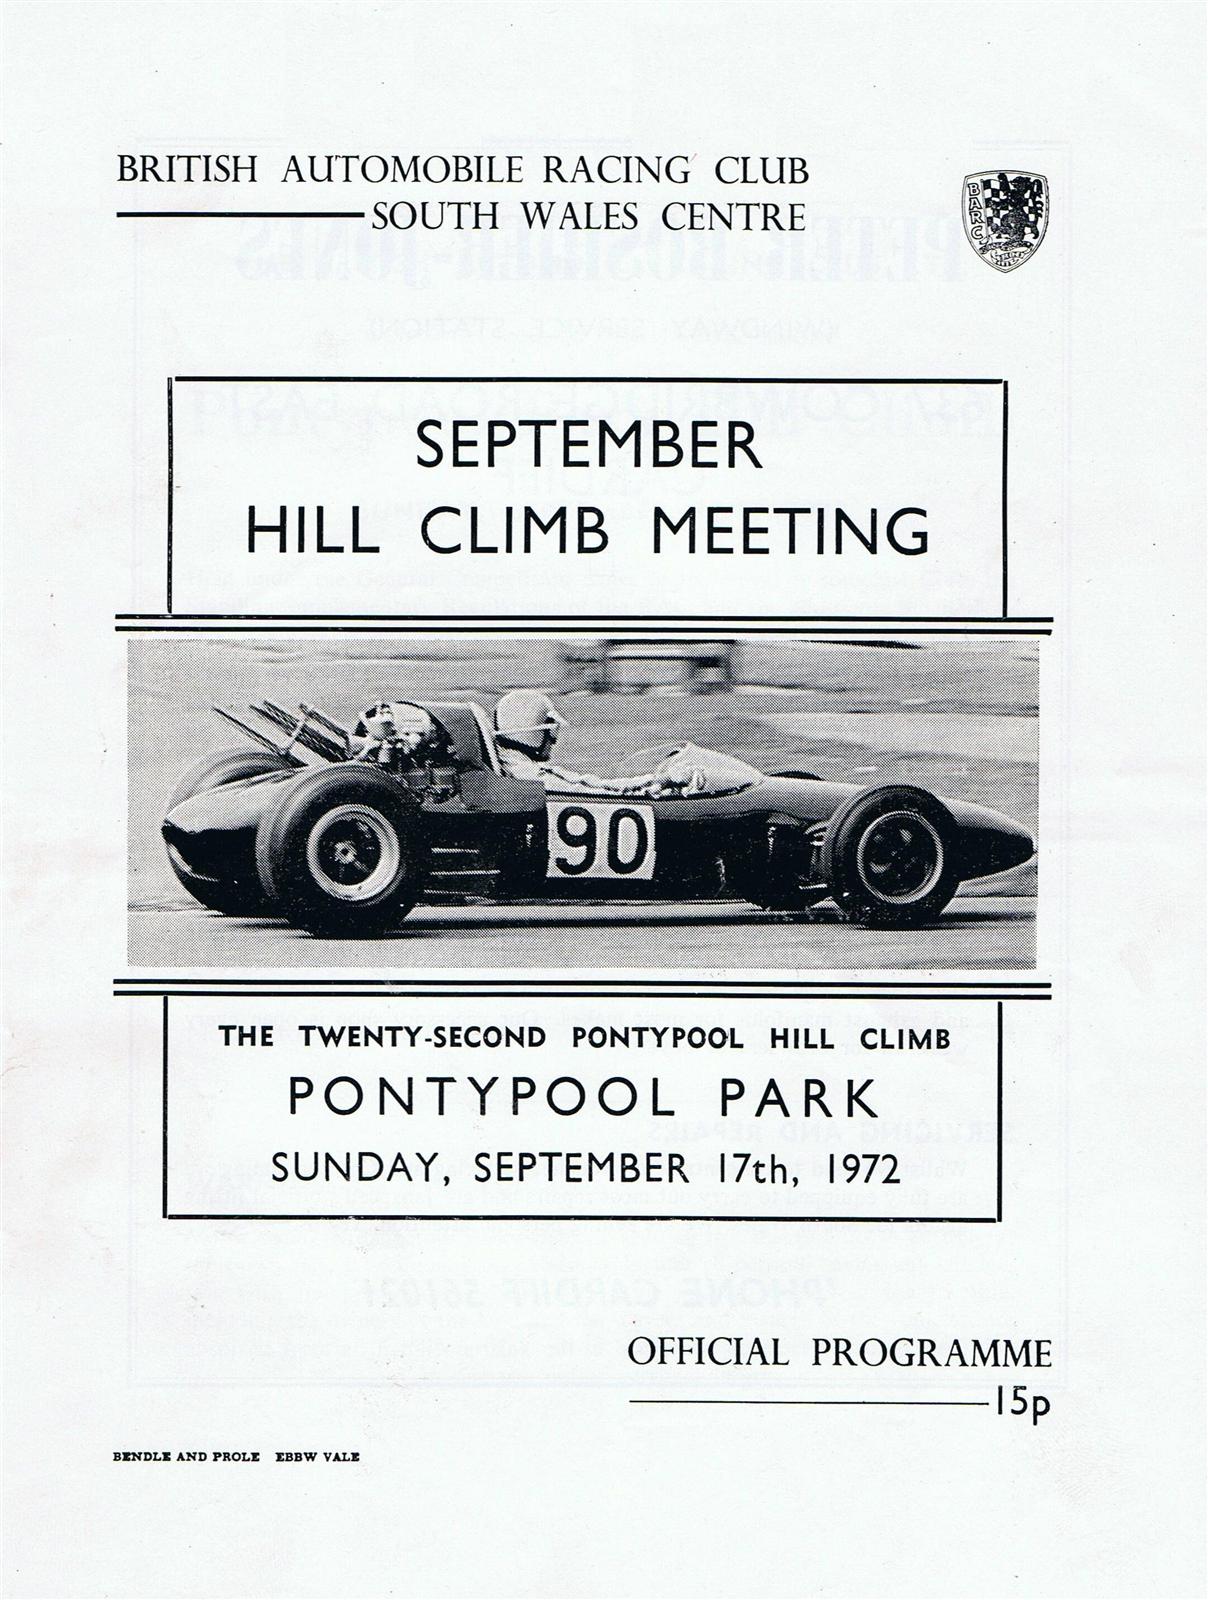 BRITISH AUTOMOBILE RACING CLUB
SOUTH WALES CENTRE
BARC
SEPTEMBER
HILL CLIMB MEETING
90
THE TWENTY-SECOND PONTYPOOL HILL CLIMB
PONTYPOOL PARK
SUNDAY, SEPTEMBER 17th, 1972
OFFICIAL PROGRAMME
15p
BENDLE AND PROLE EBBW VALE